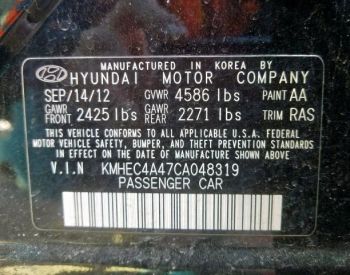 MANUFACTURED IN KOREA BY
HYUNDAI MOTOR COMPANY
SEP/14/12 GVWR 4586 lbs PAINT AA
GAWR FRONT 2425 lbs GAWR REAR 2271 lbs TRIM RAS
THIS VEHICLE CONFORMS TO ALL APPLICABLE U.S.A. FEDERAL
MOTOR VEHICLE SAFETY, BUMPER, AND THEFT PREVENTION STANDARDS
IN EFFECT ON THE DATE OF MANUFACTURE SHOWN ABOVE.
V.I.N KMHEC4A47CA048319
PASSENGER CAR